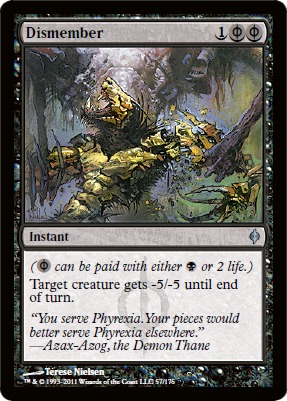 Dismember 1
Instant
( can be paid with either or 2 life.)
Target creature gets -5/-5 until end
of turn.
“You serve Phyrexia. Your pieces would
better serve Phyrexia elsewhere.”
—Azax-Azog, the Demon Thane
Terese Nielsen
™ & © 1993-2011 Wizards of the Coast LLC 57/175